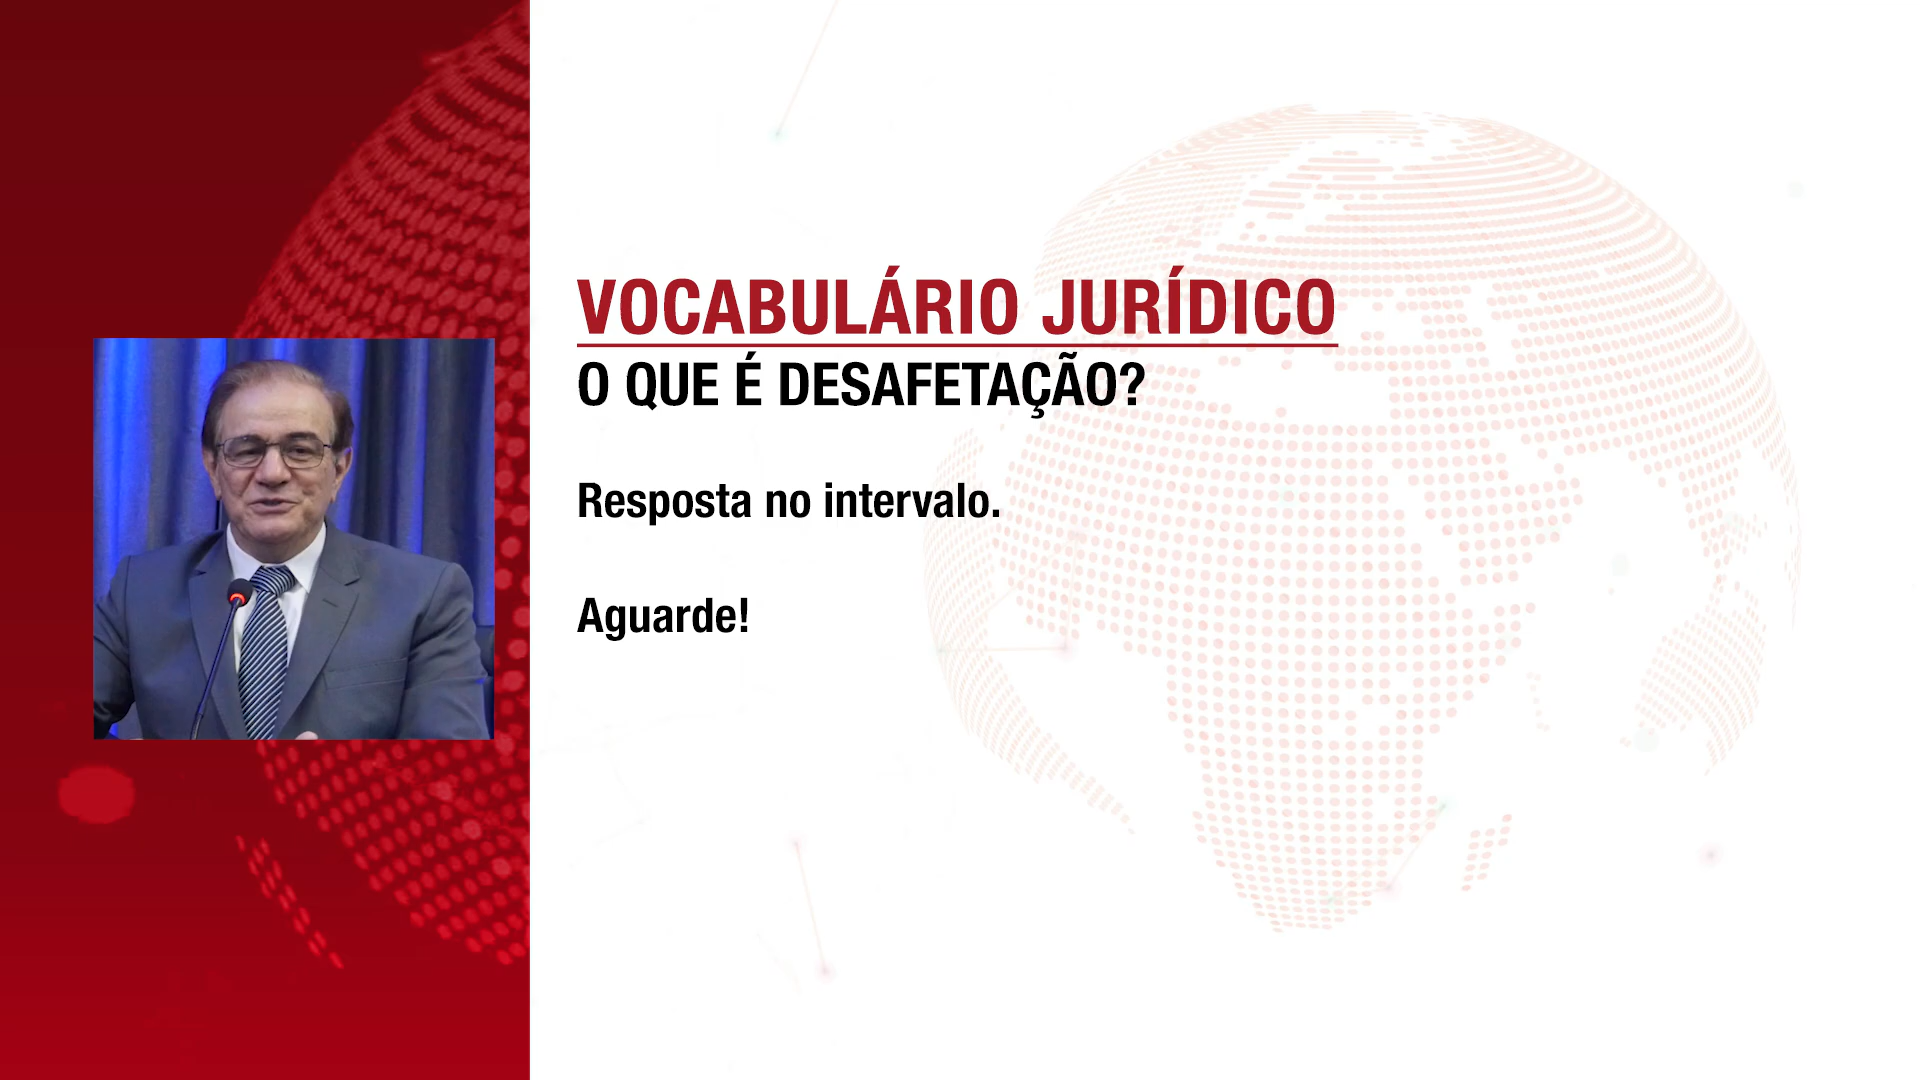 VOCABULÁRIO JURÍDICO
O QUE É DESAFETAÇÃO?
Resposta no intervalo.
Aguarde!